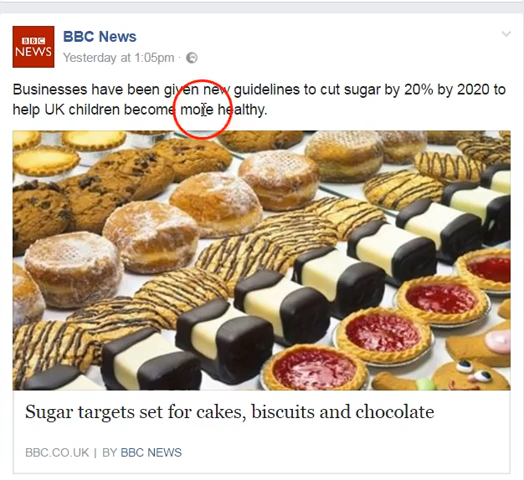 BBC
NEWS
BBC News
Yesterday at 1:05pm ·
Businesses have been given new guidelines to cut sugar by 20% by 2020 to
help UK children become more healthy.
Sugar targets set for cakes, biscuits and chocolate
BBC.CO.UK | BY BBC NEWS